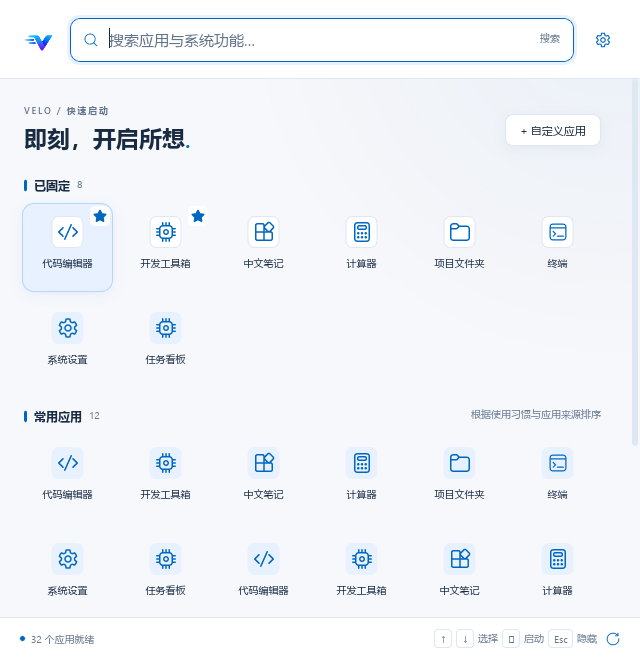 搜索应用与系统功能...
搜索
VELO / 快速启动
即刻，开启所想.
+ 自定义应用
已固定 8
代码编辑器 开发工具箱 中文笔记 计算器 项目文件夹 终端
系统设置 任务看板
常用应用 12
根据使用习惯与应用来源排序
代码编辑器 开发工具箱 中文笔记 计算器 项目文件夹 终端
系统设置 任务看板 代码编辑器 开发工具箱 中文笔记 计算器
32 个应用就绪
↑ ↓ 选择 启动 Esc 隐藏